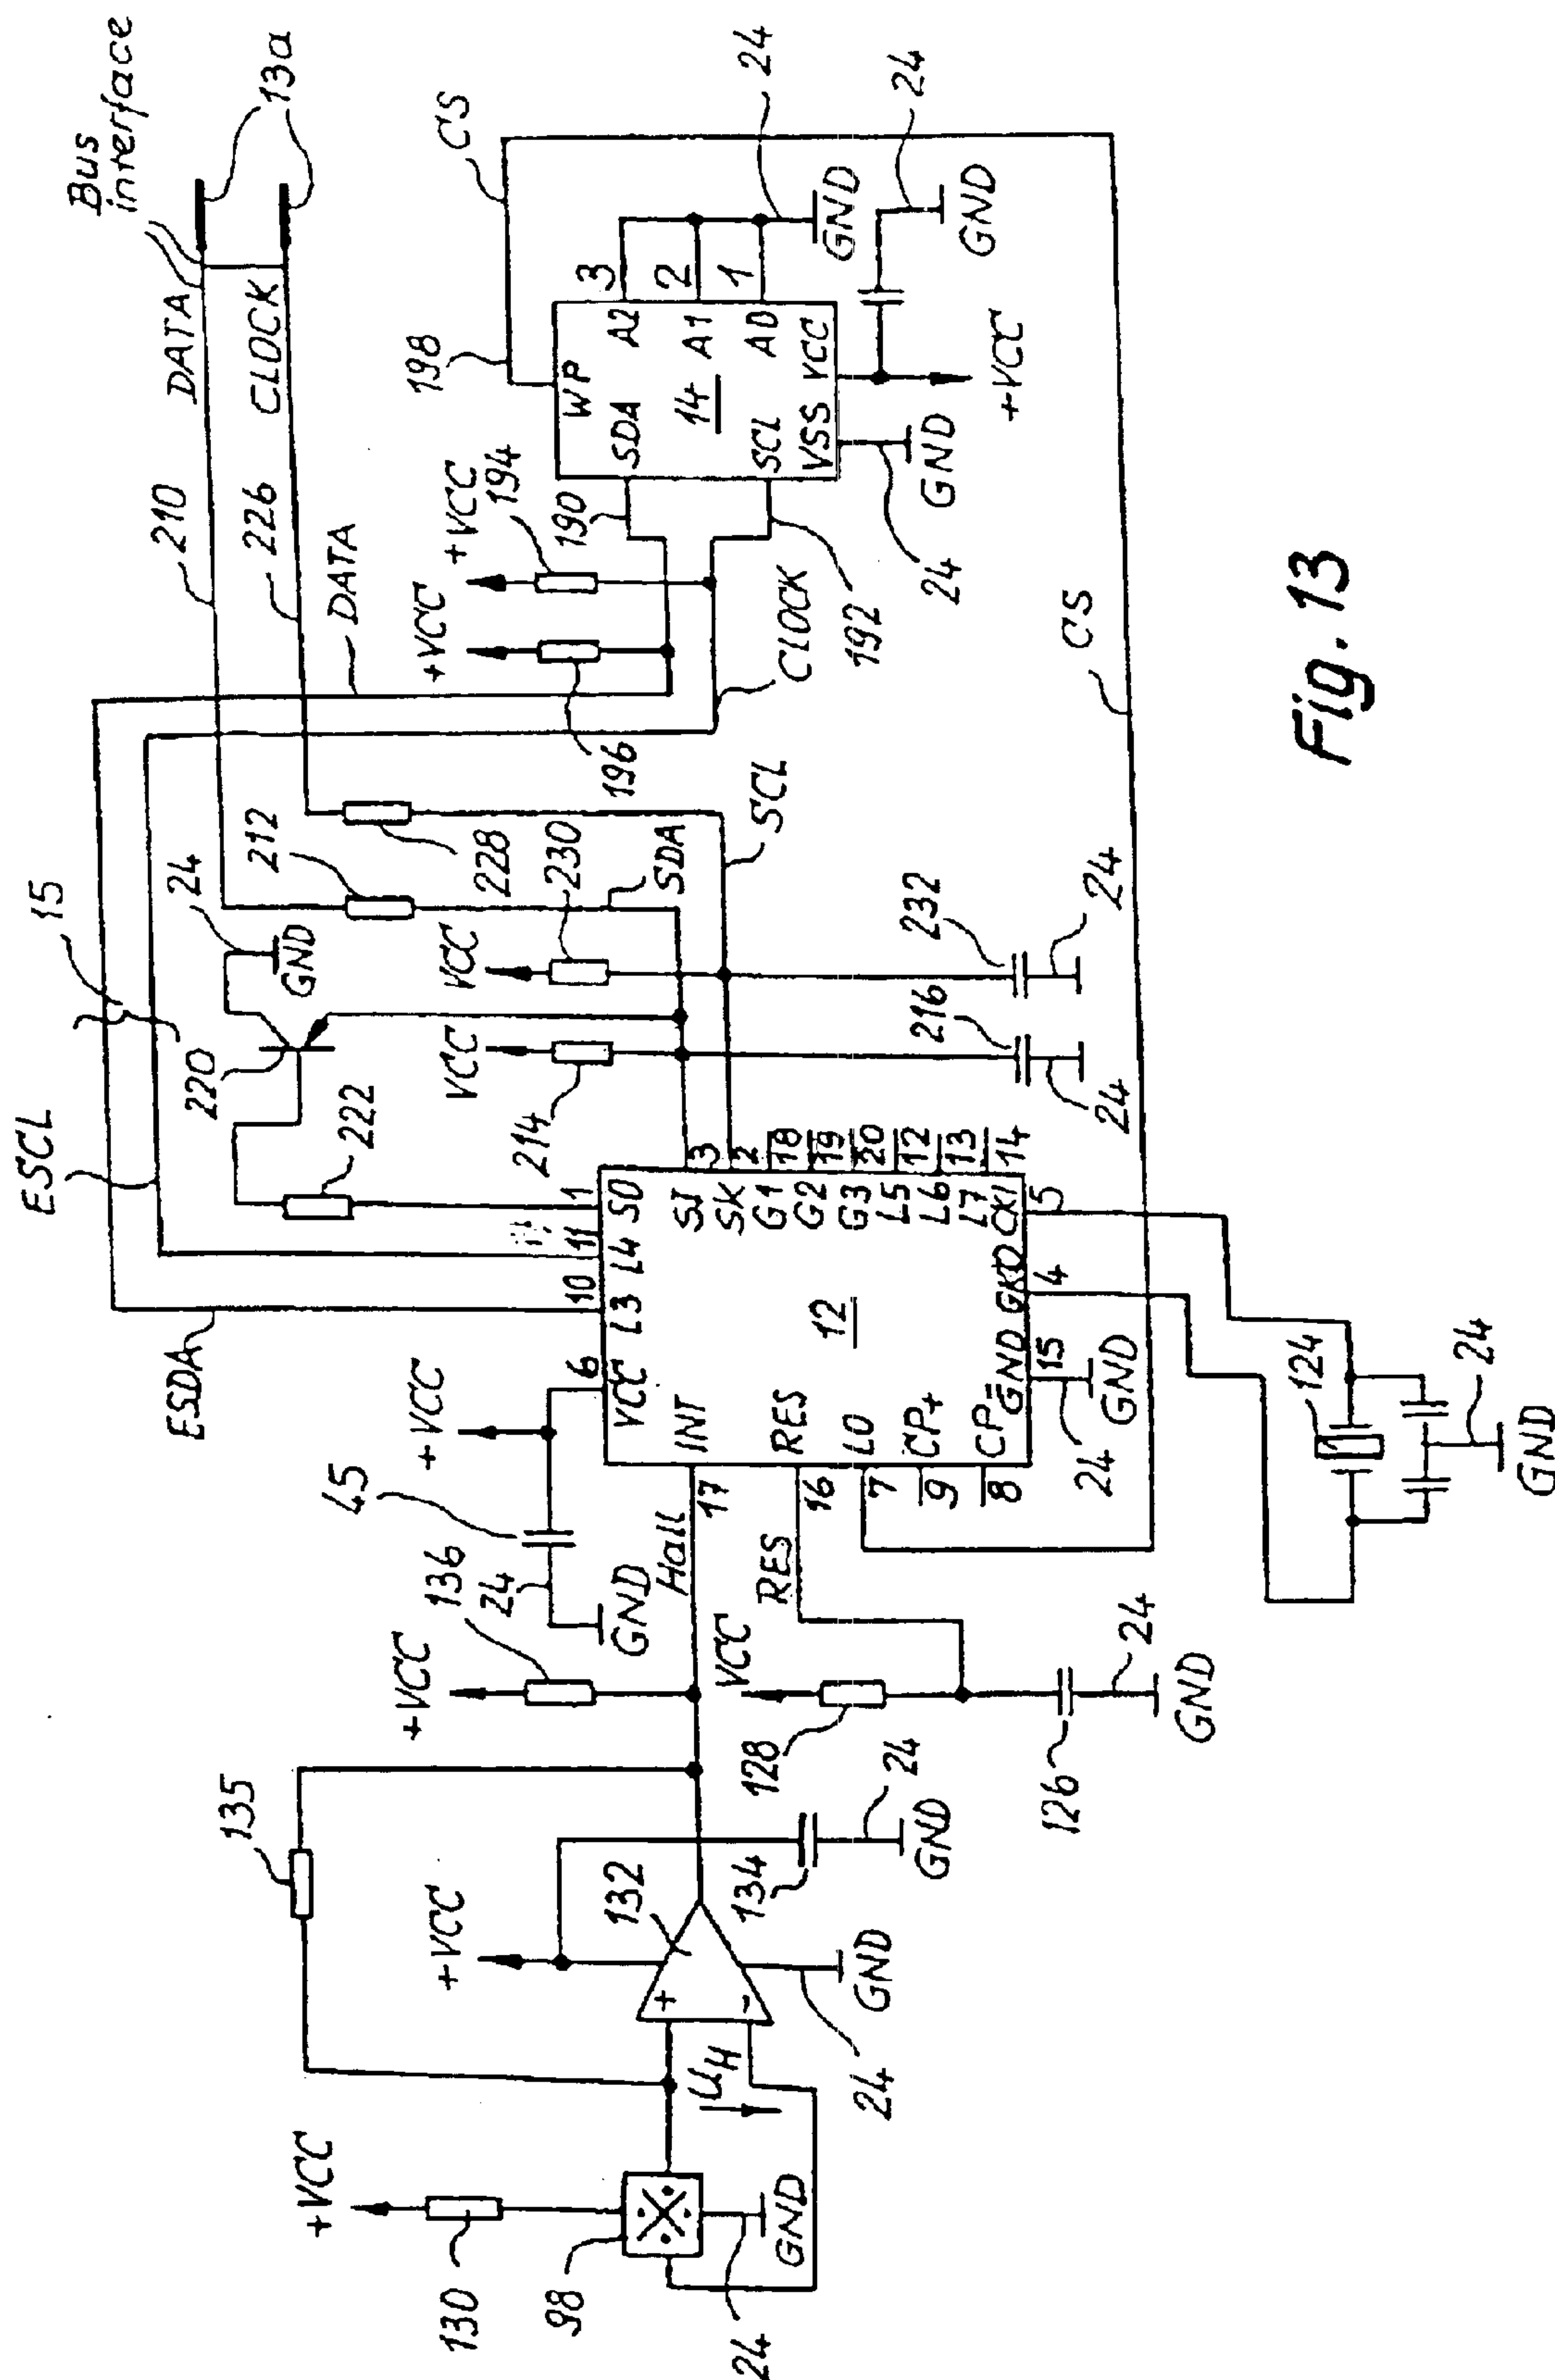 Bus
interface
13a
DATA
CLOCK
210
226
DATA
15
ESCL
ESDA
24
GND
220
222
212
228
VCC
230
SDA
SCL
VCC
214
216
24
232
24
+VCC
196
+VCC
194
190
192
CLOCK
198
CS
WP
SDA
14
SCL
VSS
VCC
A2
A1
A0
3
2
1
24
GND
24
GND
+VCC
24
GND
CS
135
+VCC
136
+VCC
45
24
GND
Hall
17
6
10
11
1
VCC
L3
L4
SO
INT
RES
LO
CP+
CP-
GND
CKI
12
SI
SK
G1
G2
G3
L5
L6
L7
3
2
18
19
20
12
13
14
5
4
15
16
7
9
8
24
GND
RES
VCC
128
126
24
GND
124
24
GND
+VCC
130
98
24
GND
uH
+
-
132
+VCC
134
24
GND
24
GND
Fig. 13